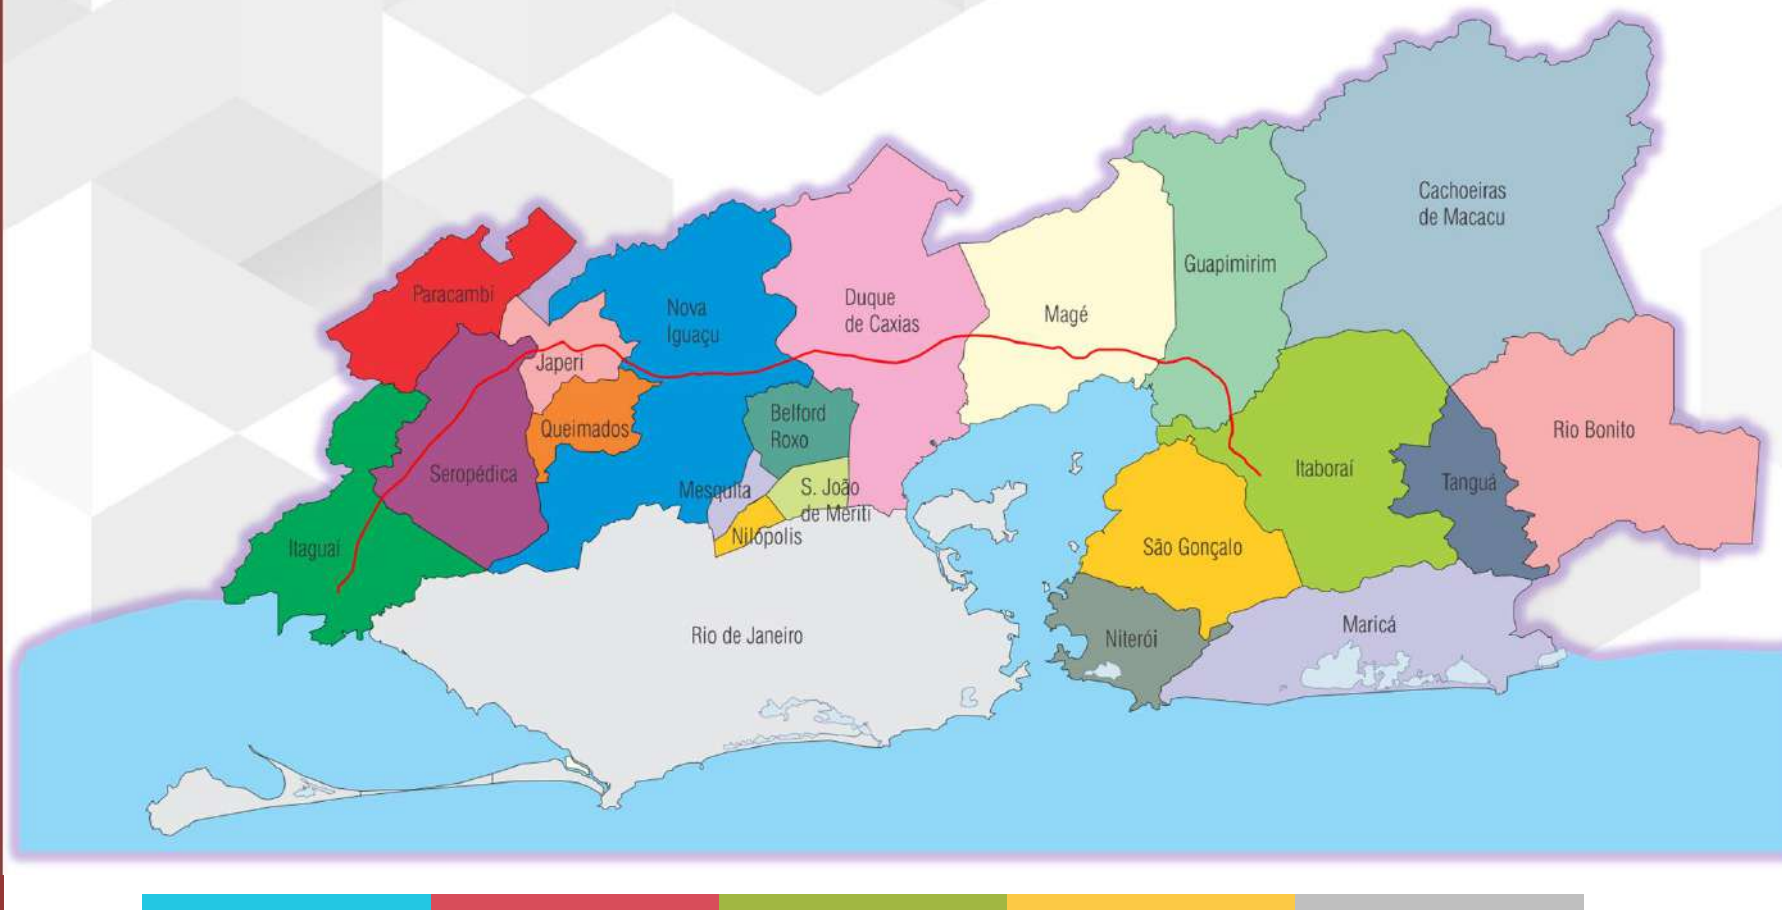 Cachoeiras
de Macacu
Guapimirim
Paracambi
Nova
Iguaçu
Duque
de Caxias
Magé
Japeri
Belford
Roxo
Queimados
Rio Bonito
Seropédica
Itaboraí
Tanguá
Mesquita
S. João
de Meriti
Nilópolis
Itaguaí
São Gonçalo
Rio de Janeiro
Niterói
Maricá